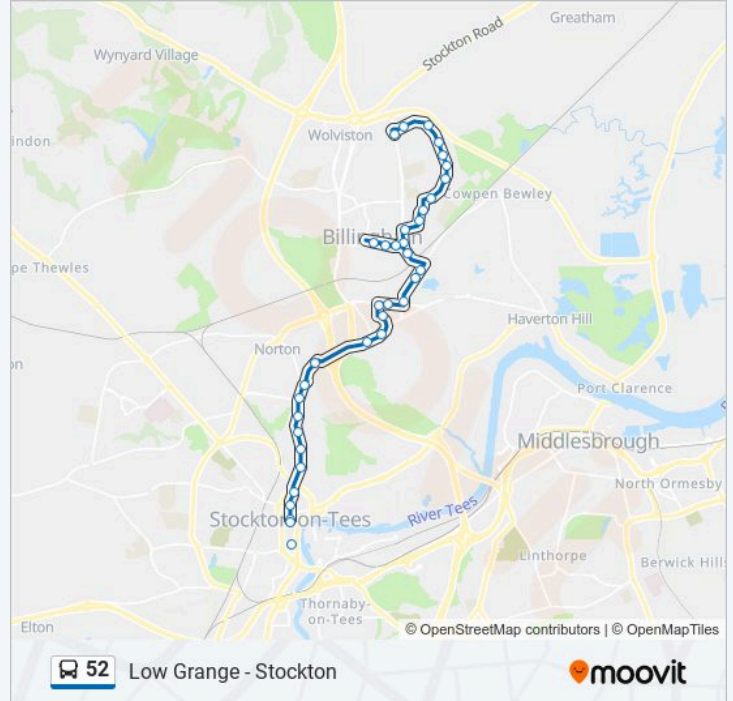 Greatham
Stockton Road
Wynyard Village
Wolviston
indon
Cowpen Bewley
Billingham
pe Thewles
Haverton Hill
Norton
on
Port Clarence
Middlesbrough
North Ormesby
Stockton-on-Tees
River Tees
Linthorpe
Berwick Hills
Thornaby-
on-Tees
Elton
© OpenStreetMap contributors | © OpenMapTiles
52 Low Grange - Stockton
moovit